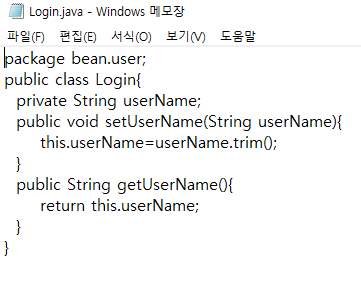 Login.java - Windows 메모장
파일(F) 편집(E) 서식(O) 보기(V) 도움말
package bean.user;
public class Login{
private String userName;
public void setUserName(String userName){
this.userName=userName.trim();
}
public String getUserName(){
return this.userName;
}
}